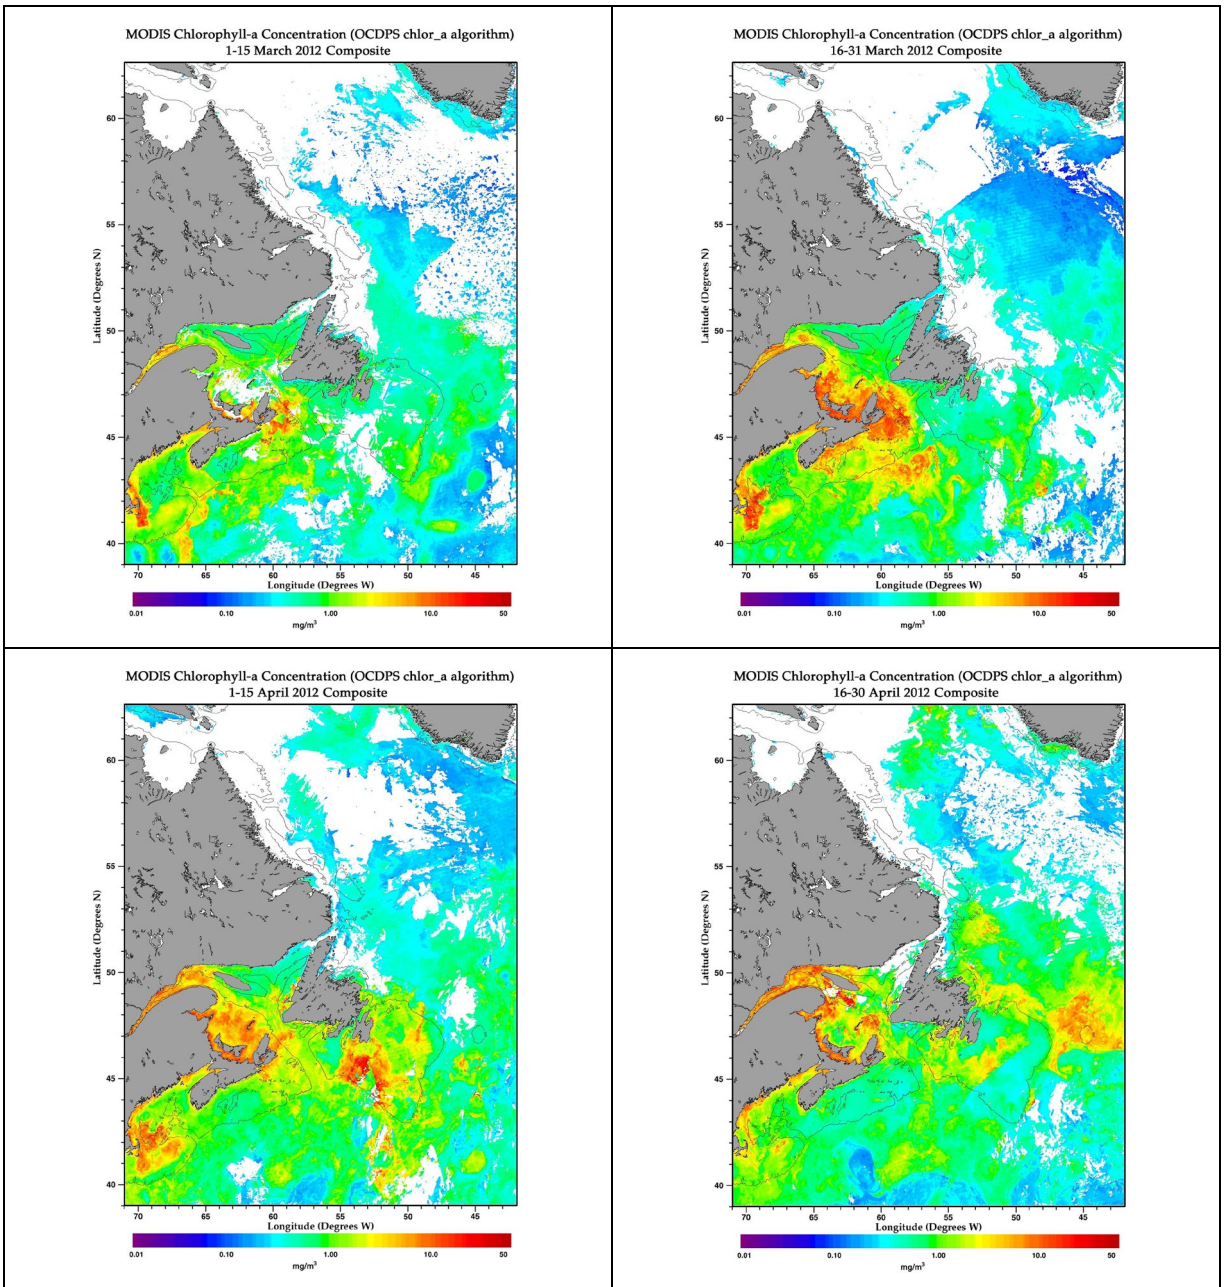 MODIS Chlorophyll-a Concentration (OCDPS chlor_a algorithm)
1-15 March 2012 Composite
Latitude (Degrees N)
60
55
50
45
40
70 65 60 55 50 45
Longitude (Degrees W)
0.01 0.10 1.00 10.0 50
mg/m³
MODIS Chlorophyll-a Concentration (OCDPS chlor_a algorithm)
16-31 March 2012 Composite
Latitude (Degrees N)
60
55
50
45
40
70 65 60 55 50 45
Longitude (Degrees W)
0.01 0.10 1.00 10.0 50
mg/m³
MODIS Chlorophyll-a Concentration (OCDPS chlor_a algorithm)
1-15 April 2012 Composite
Latitude (Degrees N)
60
55
50
45
40
70 65 60 55 50 45
Longitude (Degrees W)
0.01 0.10 1.00 10.0 50
mg/m³
MODIS Chlorophyll-a Concentration (OCDPS chlor_a algorithm)
16-30 April 2012 Composite
Latitude (Degrees N)
60
55
50
45
40
70 65 60 55 50 45
Longitude (Degrees W)
0.01 0.10 1.00 10.0 50
mg/m³